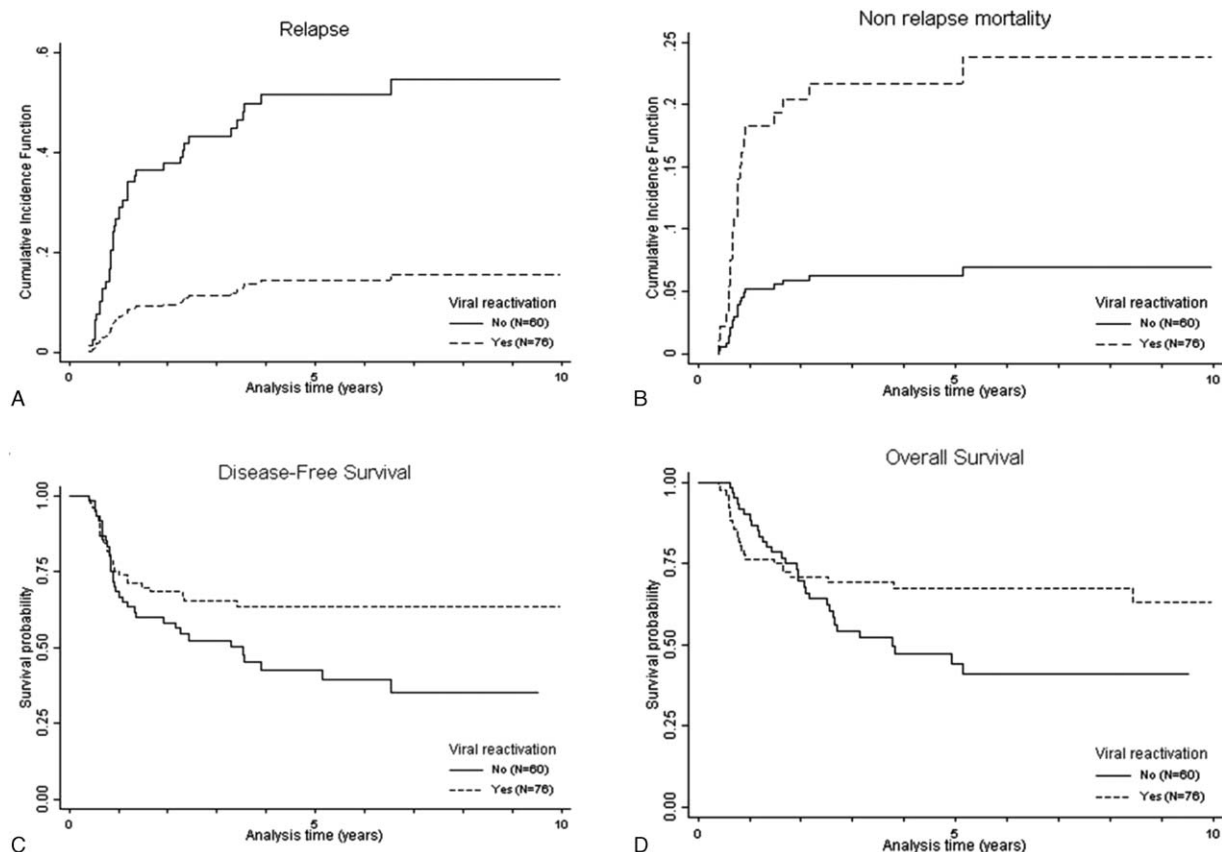 Relapse
Cumulative Incidence Function
.6
.4
.2
0
0 5 10
Analysis time (years)
Viral reactivation
No (N=60)
Yes (N=76)
A
Non relapse mortality
Cumulative Incidence Function
.25
.2
.15
.1
.05
0
0 5 10
Analysis time (years)
Viral reactivation
No (N=60)
Yes (N=76)
B
Disease-Free Survival
Survival probability
1.00
0.75
0.50
0.25
0.00
0 5 10
Analysis time (years)
Viral reactivation
No (N=60)
Yes (N=76)
C
Overall Survival
Survival probability
1.00
0.75
0.50
0.25
0.00
0 5 10
Analysis time (years)
Viral reactivation
No (N=60)
Yes (N=76)
D